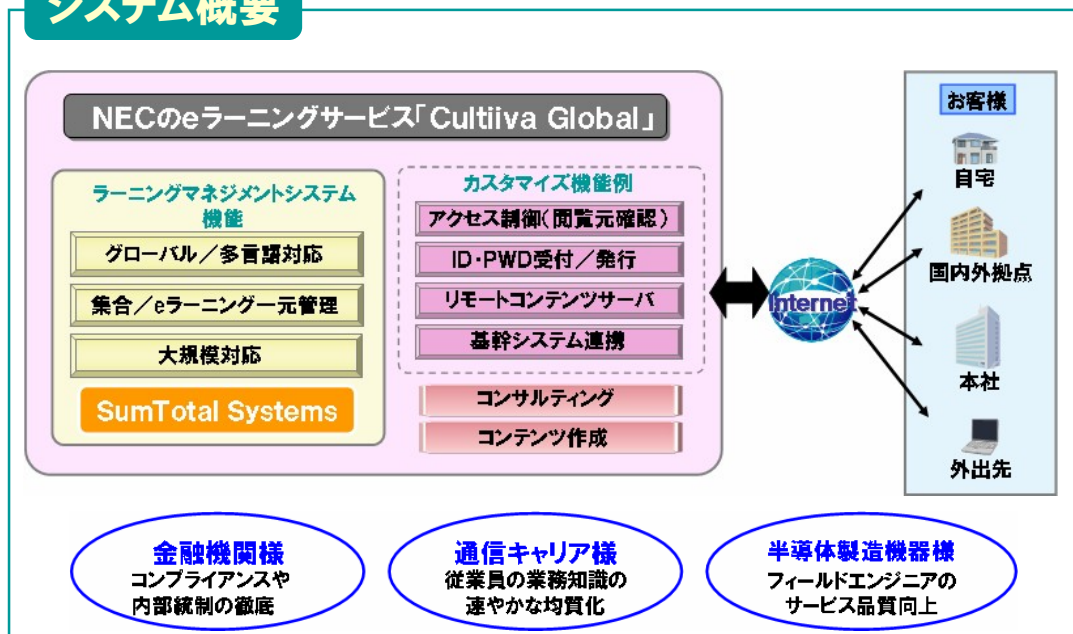 システム概要
NECのeラーニングサービス「Cultiiva Global」
ラーニングマネジメントシステム
機能
グローバル／多言語対応
集合／eラーニング一元管理
大規模対応
SumTotal Systems
カスタマイズ機能例
アクセス制御（閲覧元確認）
ID・PWD受付／発行
リモートコンテンツサーバ
基幹システム連携
コンサルティング
コンテンツ作成
Internet
お客様
自宅
国内外拠点
本社
外出先
金融機関様
コンプライアンスや
内部統制の徹底
通信キャリア様
従業員の業務知識の
速やかな均質化
半導体製造機器様
フィールドエンジニアの
サービス品質向上